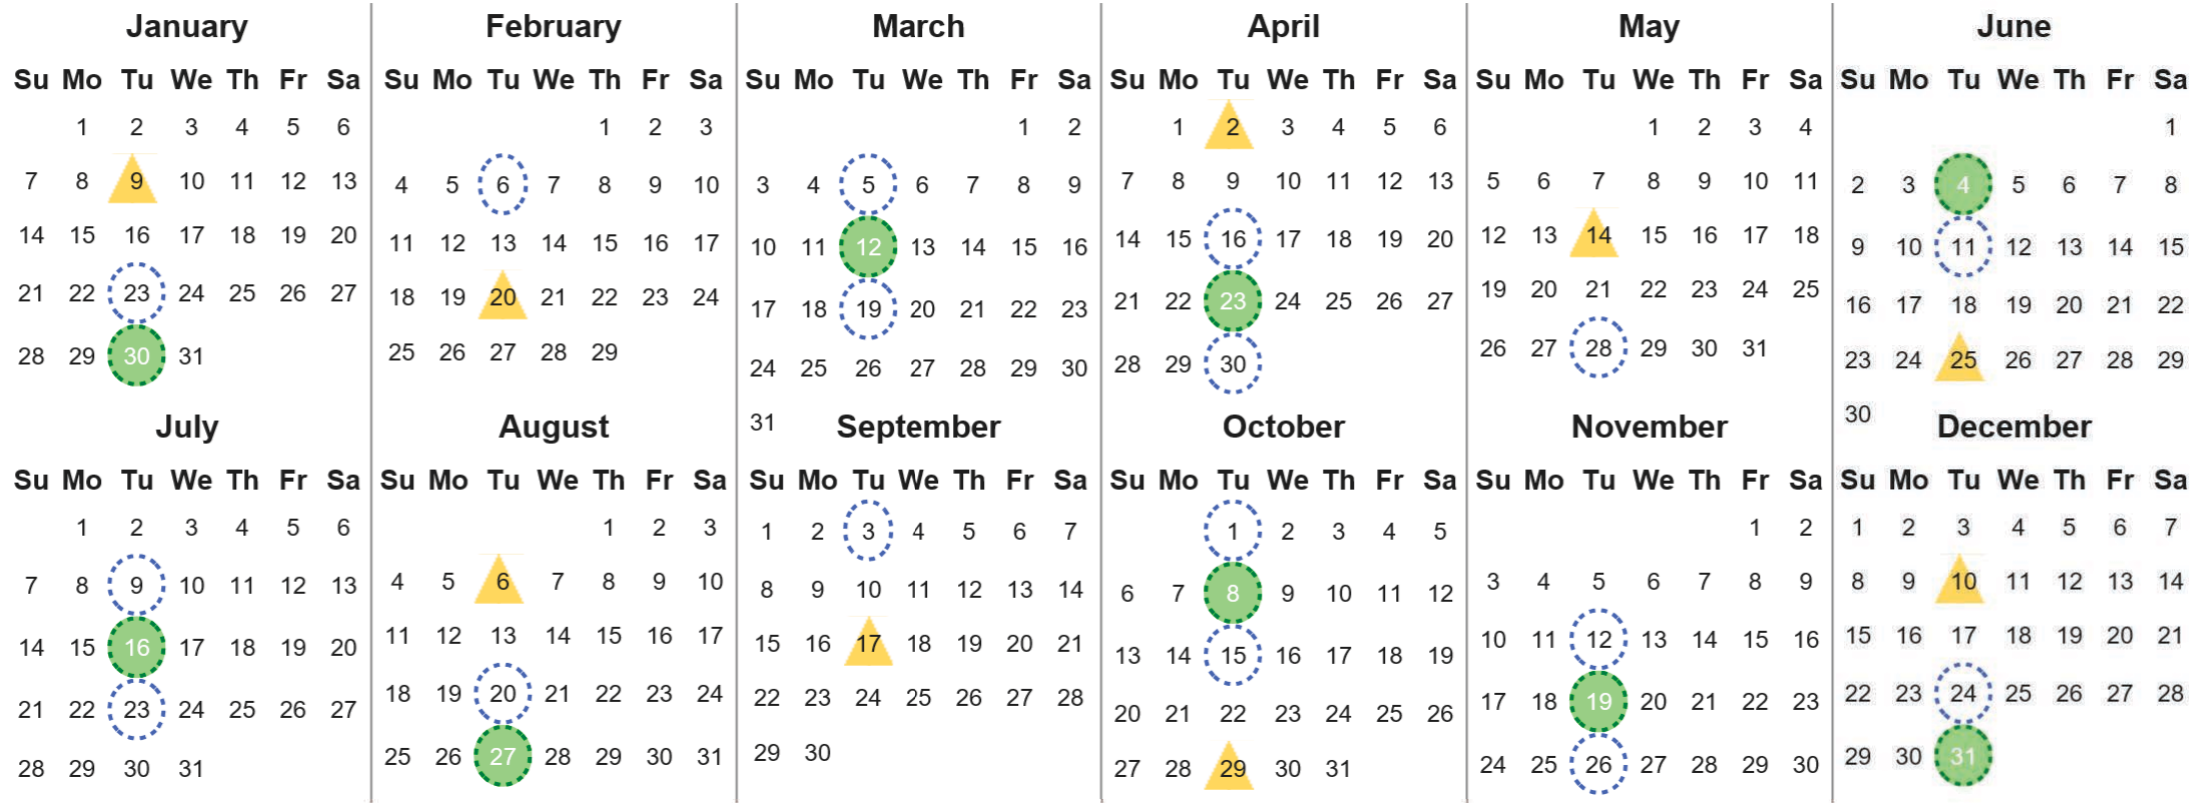 January
Su Mo Tu We Th Fr Sa
1 2 3 4 5 6
7 8 9 10 11 12 13
14 15 16 17 18 19 20
21 22 23 24 25 26 27
28 29 30 31
February
Su Mo Tu We Th Fr Sa
1 2 3
4 5 6 7 8 9 10
11 12 13 14 15 16 17
18 19 20 21 22 23 24
25 26 27 28 29
March
Su Mo Tu We Th Fr Sa
1 2
3 4 5 6 7 8 9
10 11 12 13 14 15 16
17 18 19 20 21 22 23
24 25 26 27 28 29 30
31
April
Su Mo Tu We Th Fr Sa
1 2 3 4 5 6
7 8 9 10 11 12 13
14 15 16 17 18 19 20
21 22 23 24 25 26 27
28 29 30
May
Su Mo Tu We Th Fr Sa
1 2 3 4
5 6 7 8 9 10 11
12 13 14 15 16 17 18
19 20 21 22 23 24 25
26 27 28 29 30 31
June
Su Mo Tu We Th Fr Sa
1
2 3 4 5 6 7 8
9 10 11 12 13 14 15
16 17 18 19 20 21 22
23 24 25 26 27 28 29
30
July
Su Mo Tu We Th Fr Sa
1 2 3 4 5 6
7 8 9 10 11 12 13
14 15 16 17 18 19 20
21 22 23 24 25 26 27
28 29 30 31
August
Su Mo Tu We Th Fr Sa
1 2 3
4 5 6 7 8 9 10
11 12 13 14 15 16 17
18 19 20 21 22 23 24
25 26 27 28 29 30 31
September
Su Mo Tu We Th Fr Sa
1 2 3 4 5 6 7
8 9 10 11 12 13 14
15 16 17 18 19 20 21
22 23 24 25 26 27 28
29 30
October
Su Mo Tu We Th Fr Sa
1 2 3 4 5
6 7 8 9 10 11 12
13 14 15 16 17 18 19
20 21 22 23 24 25 26
27 28 29 30 31
November
Su Mo Tu We Th Fr Sa
1 2
3 4 5 6 7 8 9
10 11 12 13 14 15 16
17 18 19 20 21 22 23
24 25 26 27 28 29 30
December
Su Mo Tu We Th Fr Sa
1 2 3 4 5 6 7
8 9 10 11 12 13 14
15 16 17 18 19 20 21
22 23 24 25 26 27 28
29 30 31